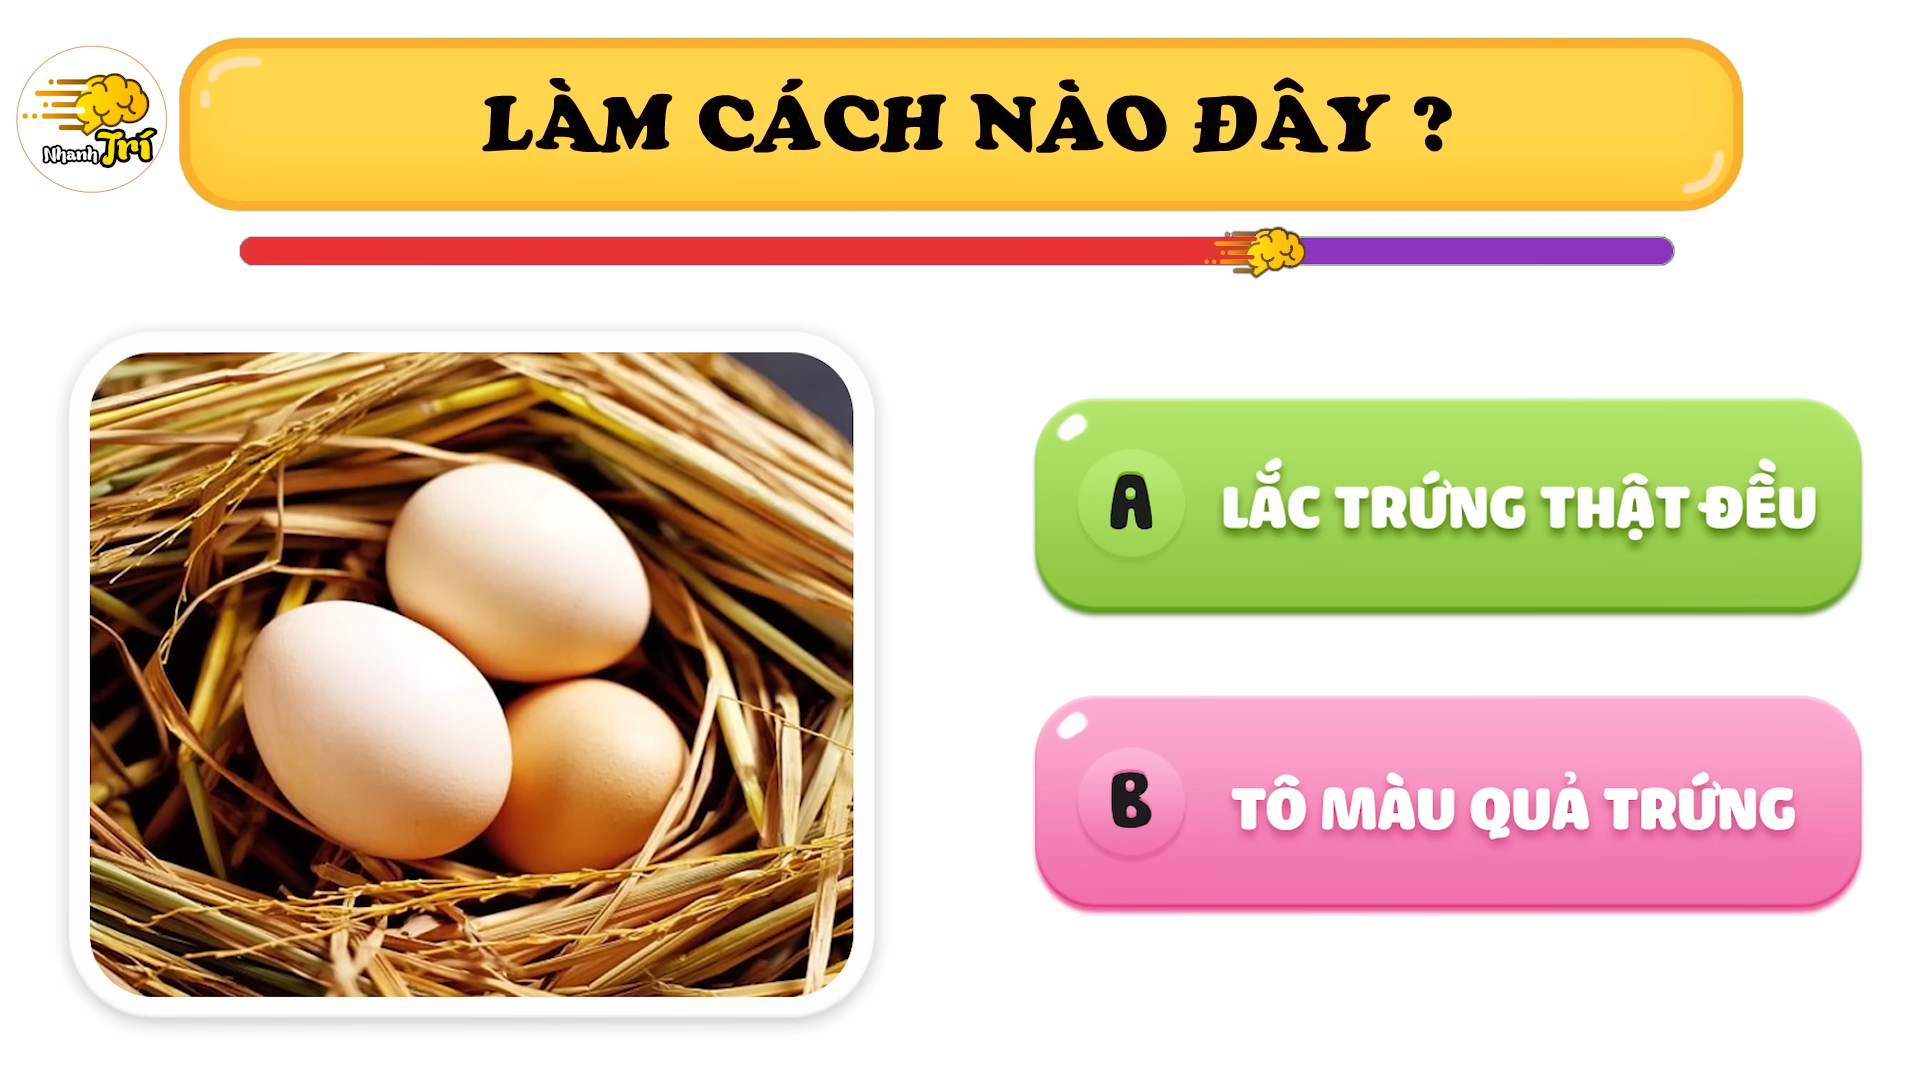 Nhanh Trí
LÀM CÁCH NÀO ĐÂY ?
A LẮC TRỨNG THẬT ĐỀU
B TÔ MÀU QUẢ TRỨNG